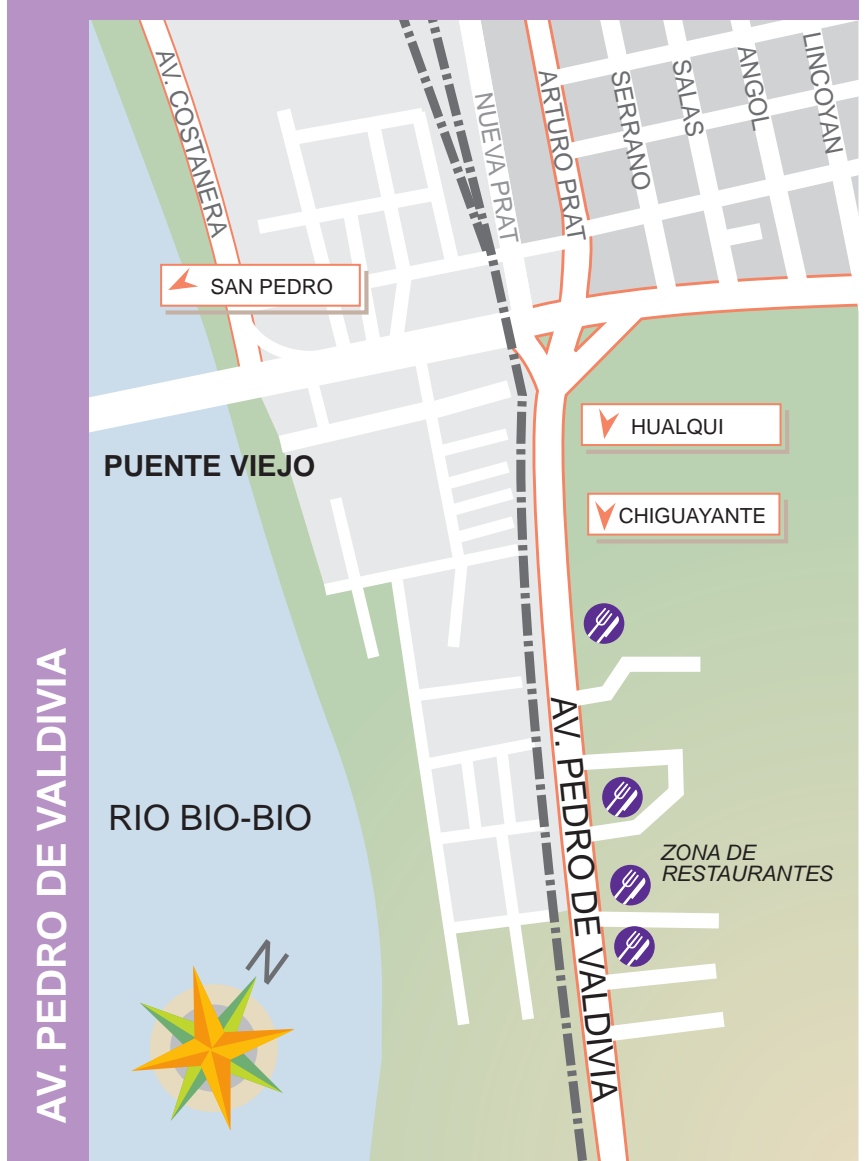 AV. PEDRO DE VALDIVIA
AV. COSTANERA
NUEVA PRAT
ARTURO PRAT
SERRANO
SALAS
ANGOL
LINCOYAN
SAN PEDRO
HUALQUI
PUENTE VIEJO
CHIGUAYANTE
AV. PEDRO DE VALDIVIA
RIO BIO-BIO
ZONA DE
RESTAURANTES
N